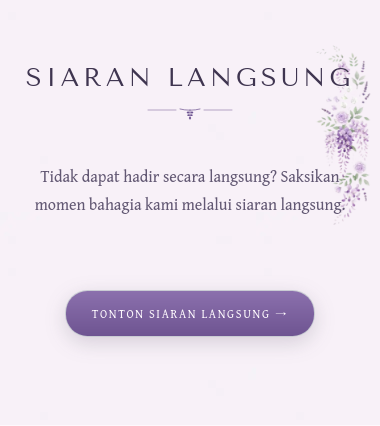 SIARAN LANGSUNG
Tidak dapat hadir secara langsung? Saksikan
momen bahagia kami melalui siaran langsung.
TONTON SIARAN LANGSUNG →